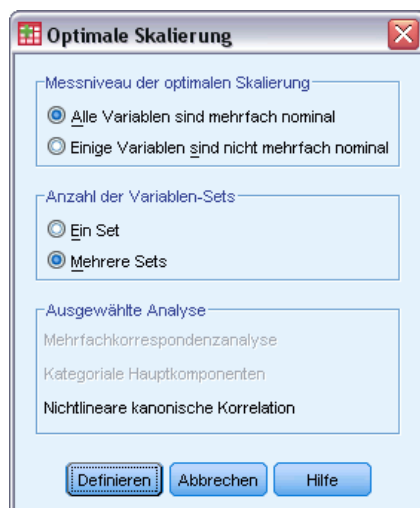 Optimale Skalierung
Messniveau der optimalen Skalierung
Alle Variablen sind mehrfach nominal
Einige Variablen sind nicht mehrfach nominal
Anzahl der Variablen-Sets
Ein Set
Mehrere Sets
Ausgewählte Analyse
Mehrfachkorrespondenzanalyse
Kategoriale Hauptkomponenten
Nichtlineare kanonische Korrelation
Definieren
Abbrechen
Hilfe